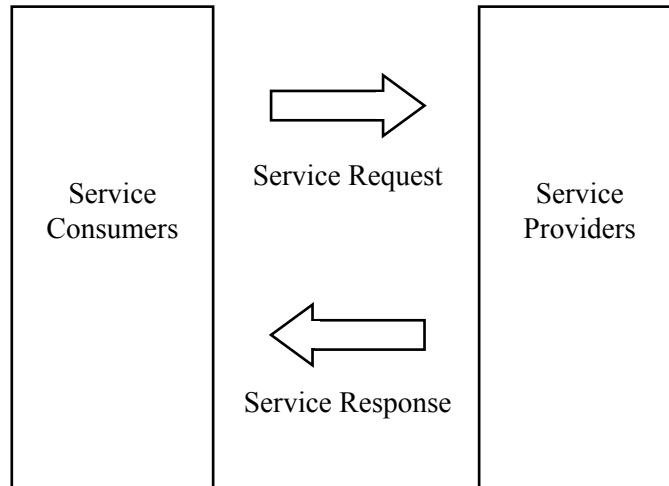 Service
Consumers
Service Request
Service Response
Service
Providers